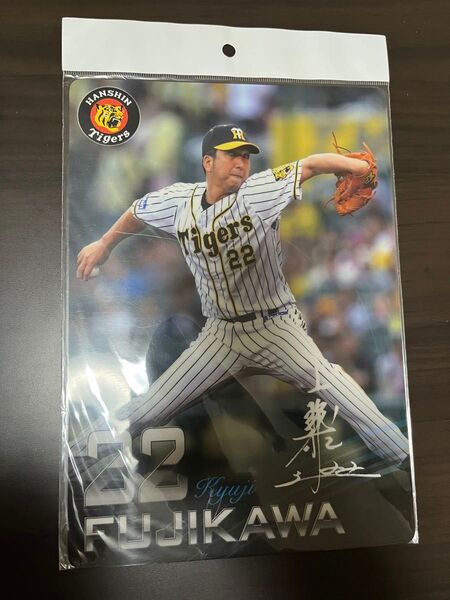 HANSHIN
Tigers
Tigers
22
22
Kyuji
FUJIKAWA